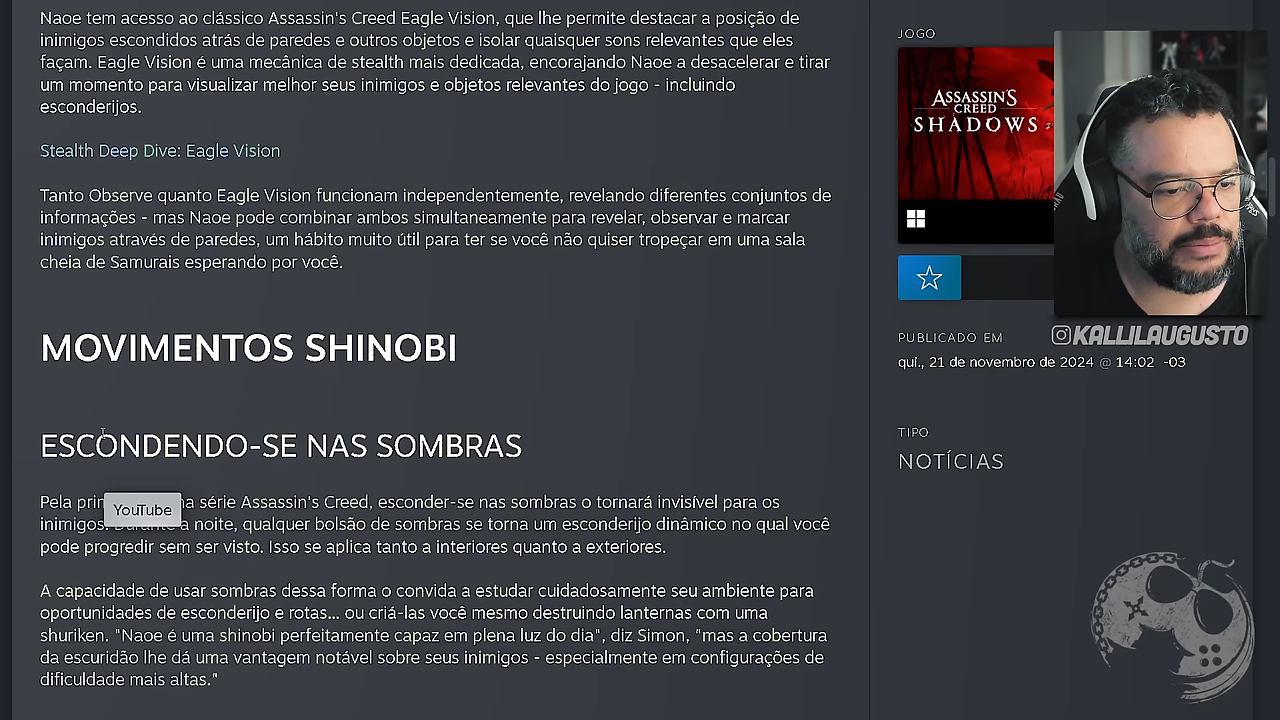 Naoe tem acesso ao clássico Assassin's Creed Eagle Vision, que lhe permite destacar a posição de
inimigos escondidos atrás de paredes e outros objetos e isolar quaisquer sons relevantes que eles
façam. Eagle Vision é uma mecânica de stealth mais dedicada, encorajando Naoe a desacelerar e tirar
um momento para visualizar melhor seus inimigos e objetos relevantes do jogo - incluindo
esconderijos.
Stealth Deep Dive: Eagle Vision
Tanto Observe quanto Eagle Vision funcionam independentemente, revelando diferentes conjuntos de
informações - mas Naoe pode combinar ambos simultaneamente para revelar, observar e marcar
inimigos através de paredes, um hábito muito útil para ter se você não quiser tropeçar em uma sala
cheia de Samurais esperando por você.
MOVIMENTOS SHINOBI
ESCONDENDO-SE NAS SOMBRAS
Pela na série Assassin's Creed, esconder-se nas sombras o tornará invisível para os
YouTube
inimigos. a noite, qualquer bolsão de sombras se torna um esconderijo dinâmico no qual você
pode progredir sem ser visto. Isso se aplica tanto a interiores quanto a exteriores.
A capacidade de usar sombras dessa forma o convida a estudar cuidadosamente seu ambiente para
oportunidades de esconderijo e rotas... ou criá-las você mesmo destruindo lanternas com uma
shuriken. "Naoe é uma shinobi perfeitamente capaz em plena luz do dia", diz Simon, "mas a cobertura
da escuridão lhe dá uma vantagem notável sobre seus inimigos - especialmente em configurações de
dificuldade mais altas."
JOGO
ASSASSIN'S
CREED
SHADOWS
KALLILAUGUSTO
PUBLICADO EM
qui., 21 de novembro de 2024 @ 14:02 -03
TIPO
NOTÍCIAS